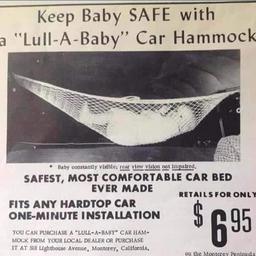 Keep Baby SAFE with
a "Lull-A-Baby" Car Hammock
* Baby constantly visible, rear view vision not impaired.
SAFEST, MOST COMFORTABLE CAR BED
EVER MADE
RETAILS FOR ONLY
FITS ANY HARDTOP CAR
ONE-MINUTE INSTALLATION
$6.95
YOU CAN PURCHASE A "LULL-A-BABY" CAR HAM-
MOCK FROM YOUR LOCAL DEALER OR PURCHASE
IT AT 518 Lighthouse Avenue, Monterey, California,
on the Monterey Peninsula